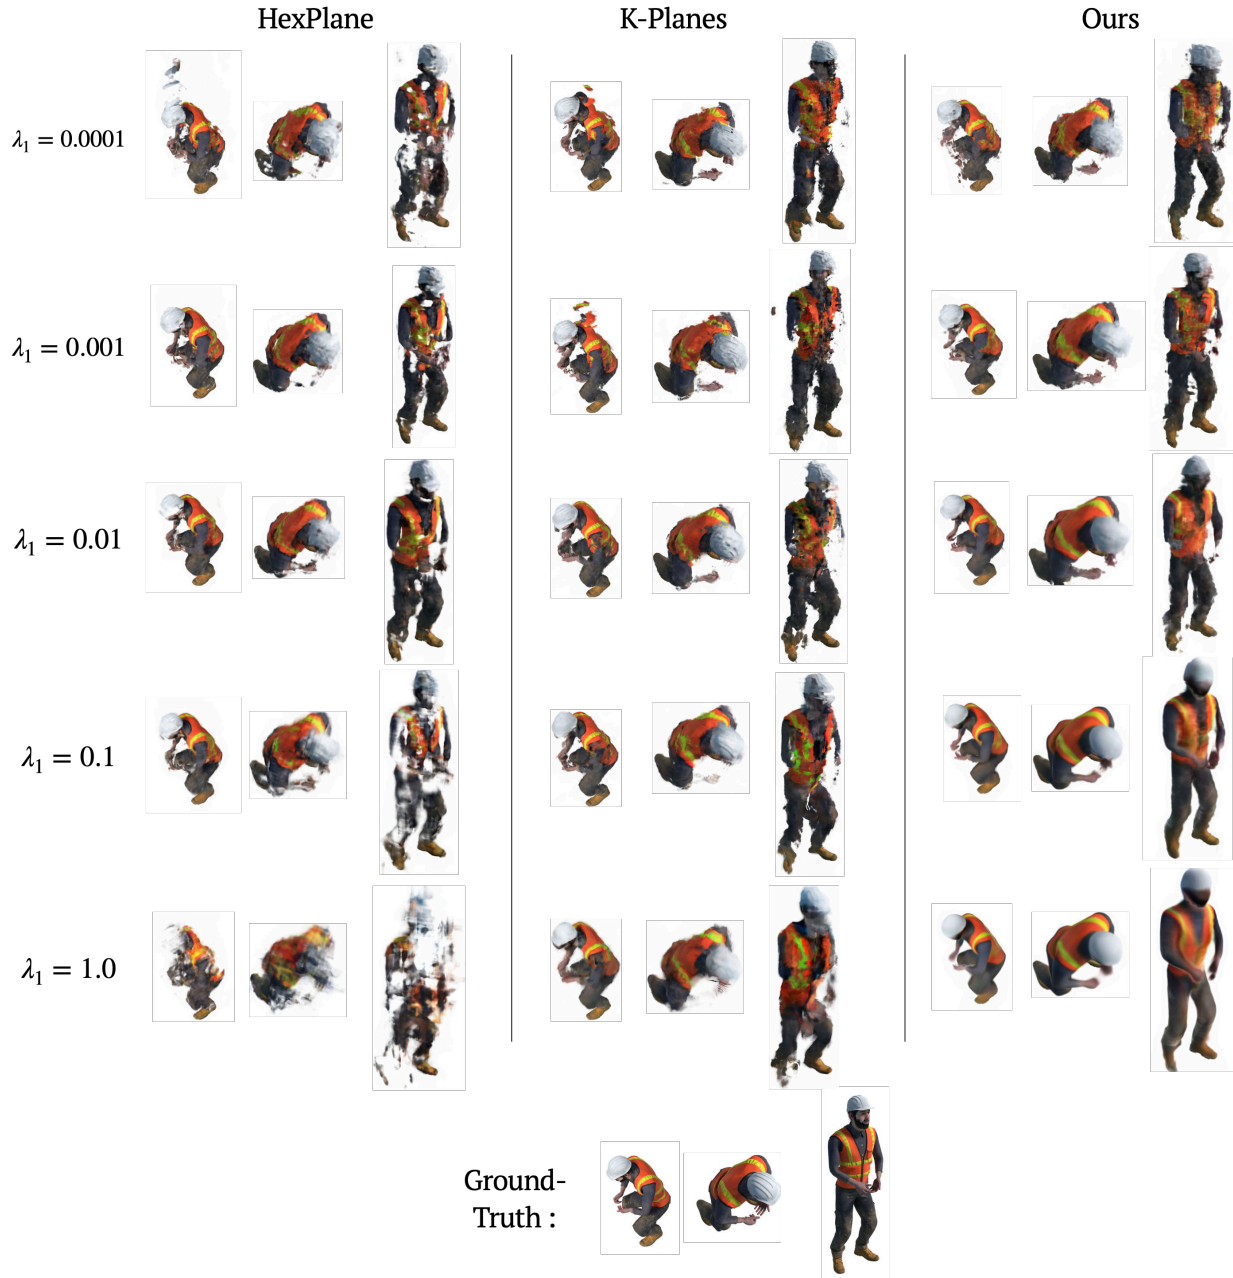 HexPlane
K-Planes
Ours
λ₁ = 0.0001
λ₁ = 0.001
λ₁ = 0.01
λ₁ = 0.1
λ₁ = 1.0
Ground-
Truth :